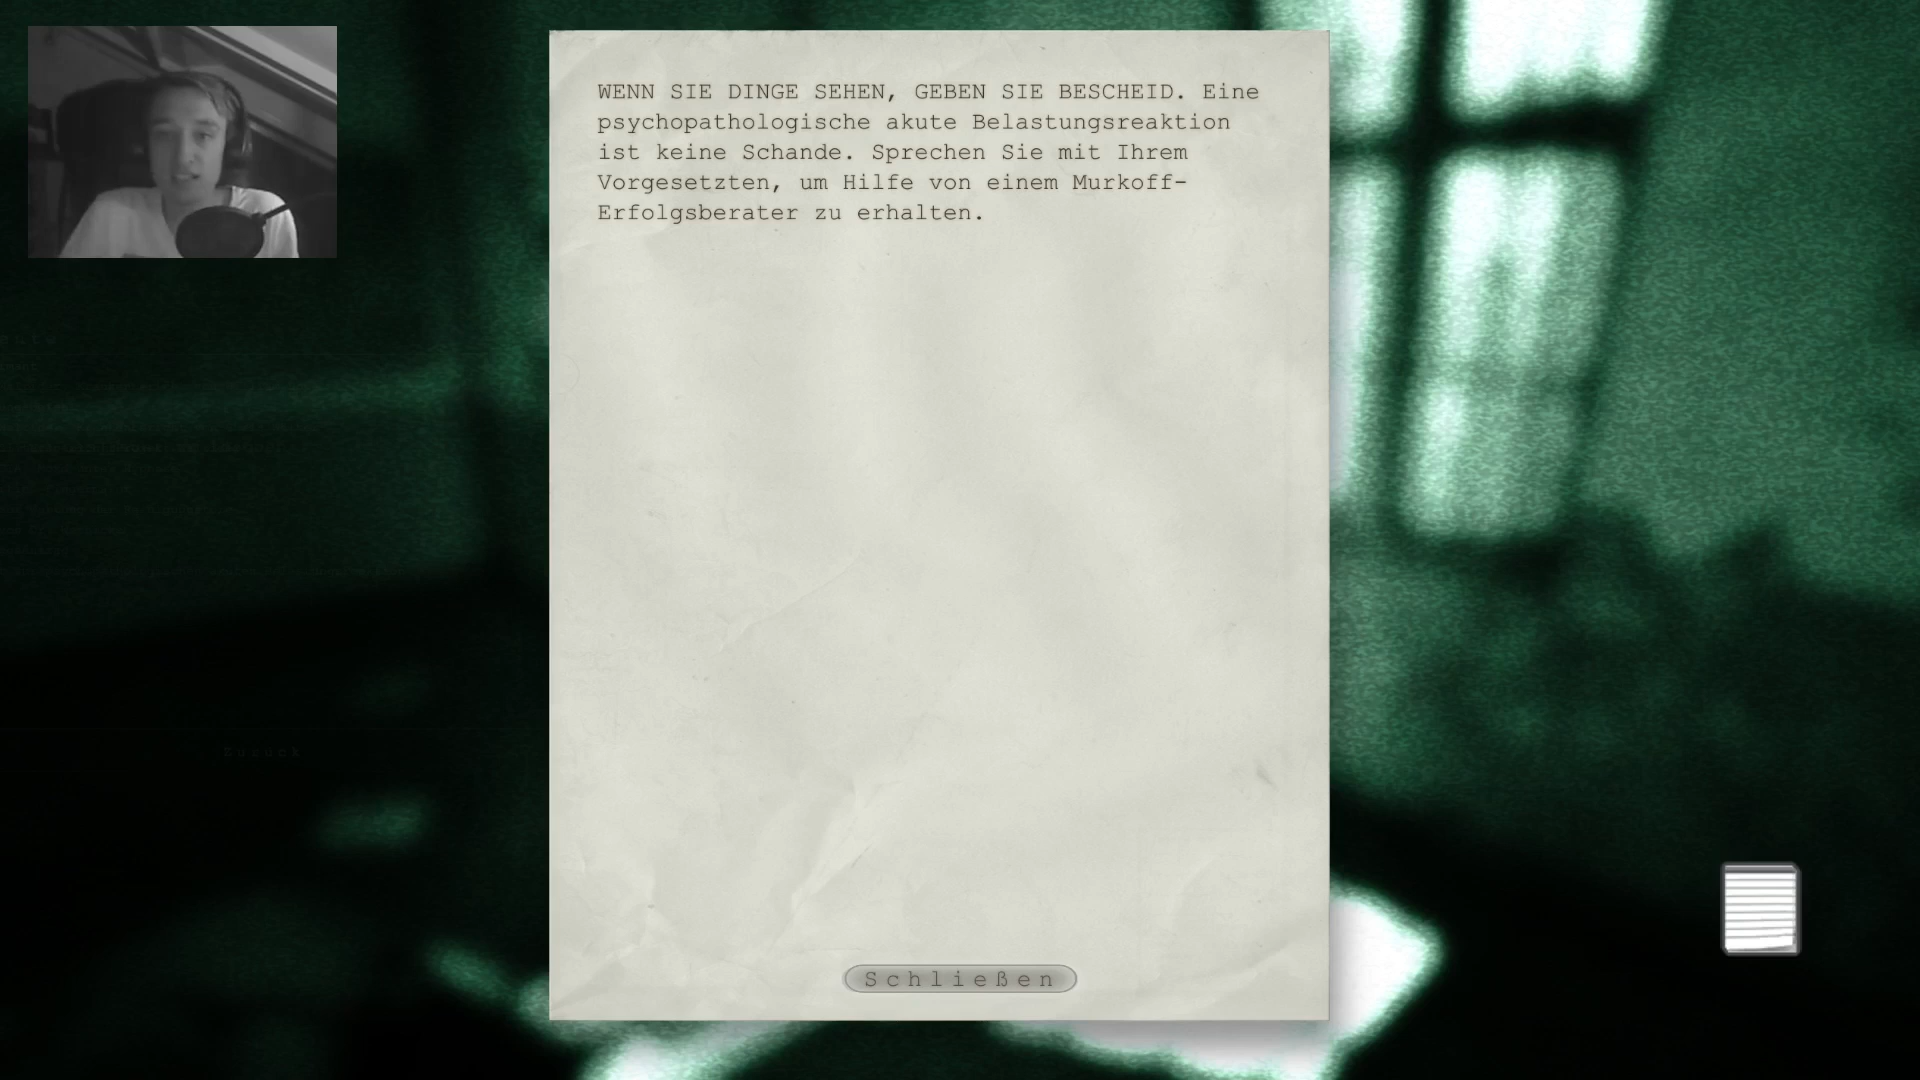 WENN SIE DINGE SEHEN, GEBEN SIE BESCHEID. Eine
psychopathologische akute Belastungsreaktion
ist keine Schande. Sprechen Sie mit Ihrem
Vorgesetzten, um Hilfe von einem Murkoff-
Erfolgsberater zu erhalten.
Zurück
Schließen